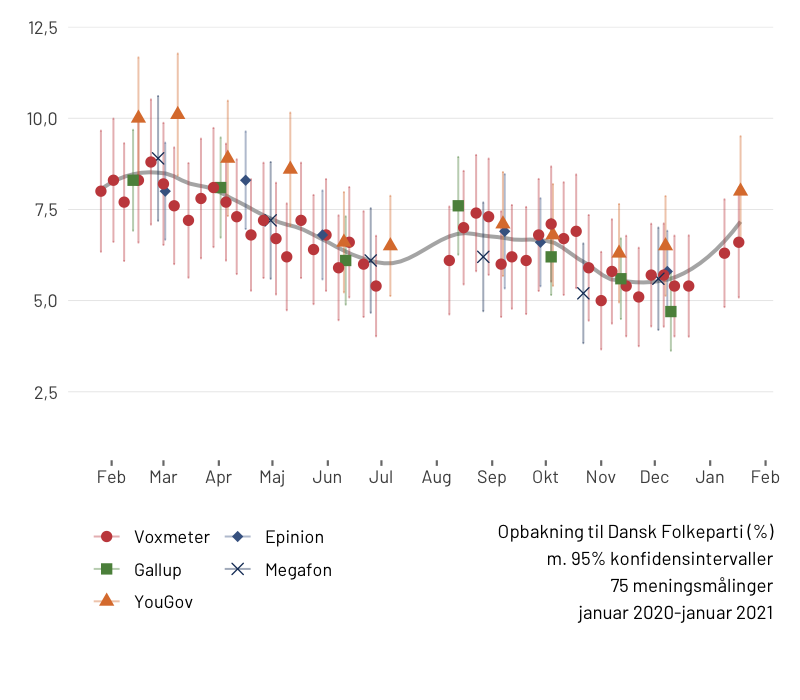 12,5
10,0
7,5
5,0
2,5
Feb Mar Apr Maj Jun Jul Aug Sep Okt Nov Dec Jan Feb
Voxmeter Epinion
Gallup Megafon
YouGov
Opbakning til Dansk Folkeparti (%)
m. 95% konfidensintervaller
75 meningsmålinger
januar 2020-januar 2021